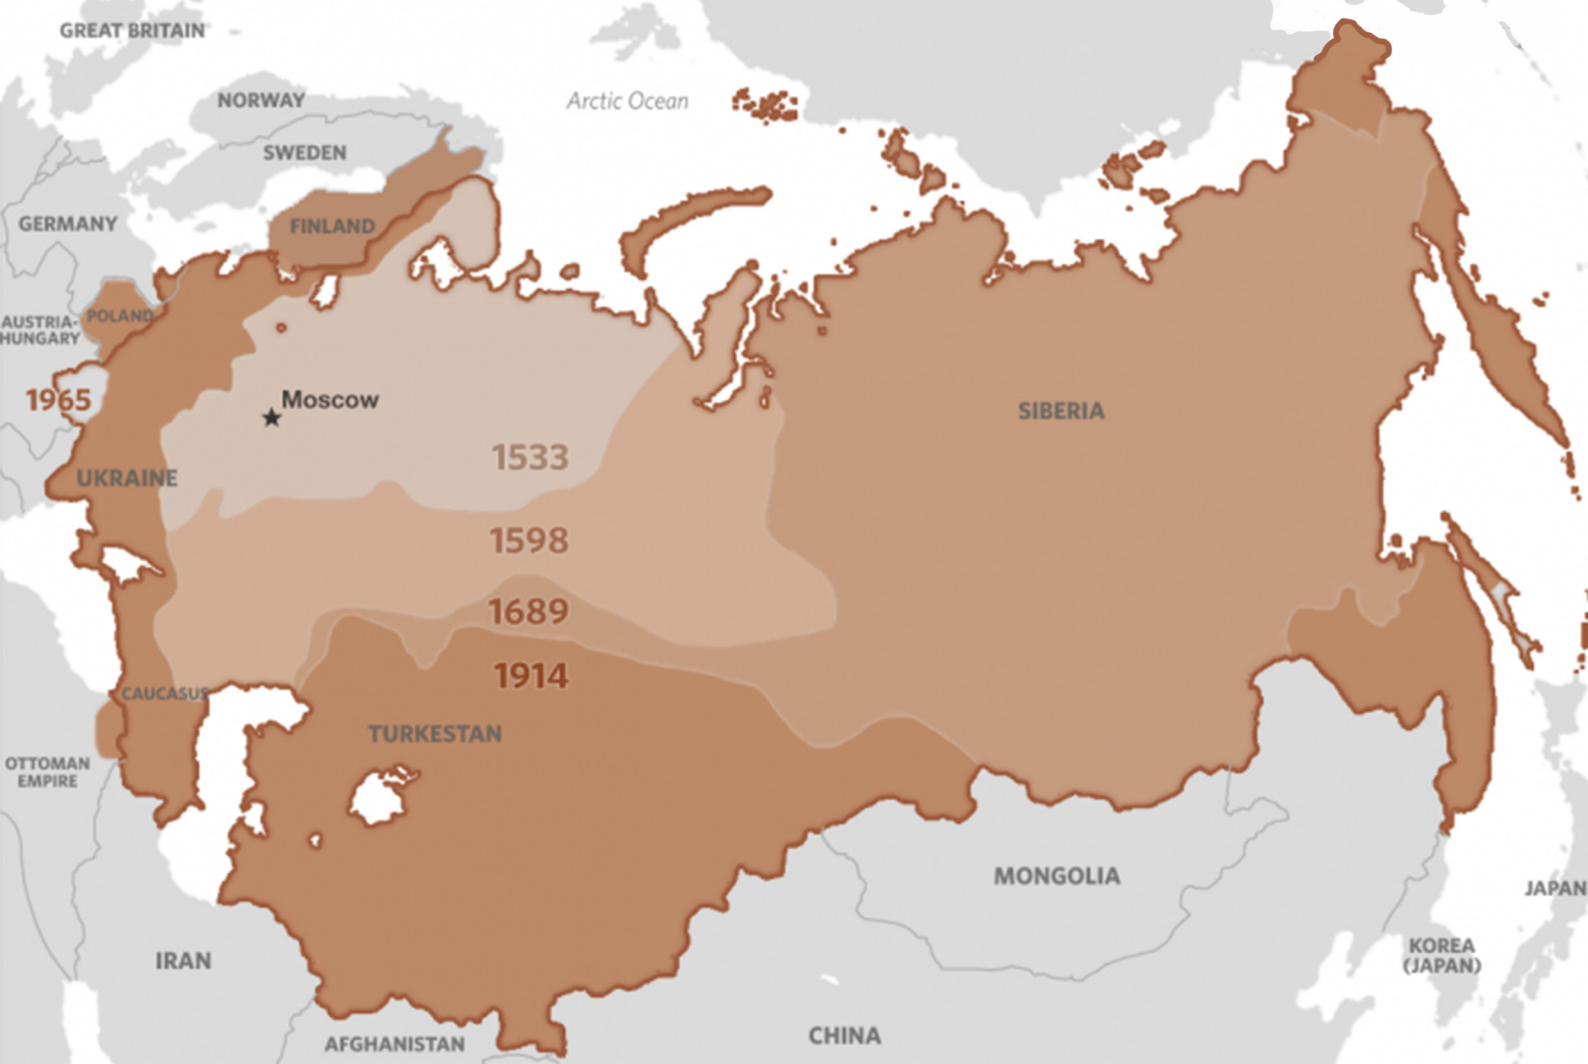 GREAT BRITAIN
NORWAY
Arctic Ocean
SWEDEN
GERMANY
FINLAND
POLAND
AUSTRIA-
HUNGARY
1965
Moscow
SIBERIA
1533
UKRAINE
1598
1689
1914
CAUCASUS
TURKESTAN
OTTOMAN
EMPIRE
MONGOLIA
JAPAN
IRAN
KOREA
(JAPAN)
CHINA
AFGHANISTAN